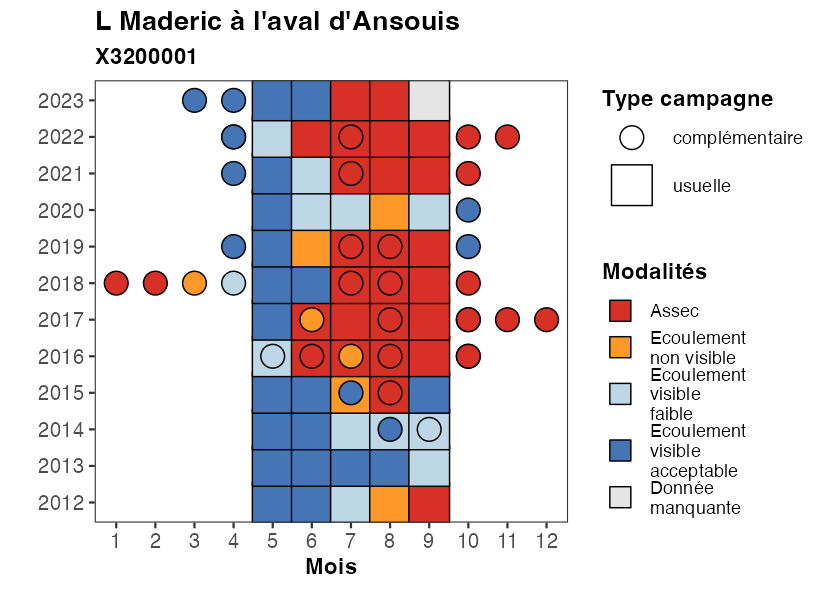 L Maderic à l'aval d'Ansouis
X3200001
2023
2022
2021
2020
2019
2018
2017
2016
2015
2014
2013
2012
1 2 3 4 5 6 7 8 9 10 11 12
Mois
Type campagne
complémentaire
usuelle
Modalités
Assec
Ecoulement
non visible
Ecoulement
visible
faible
Ecoulement
visible
acceptable
Donnée
manquante